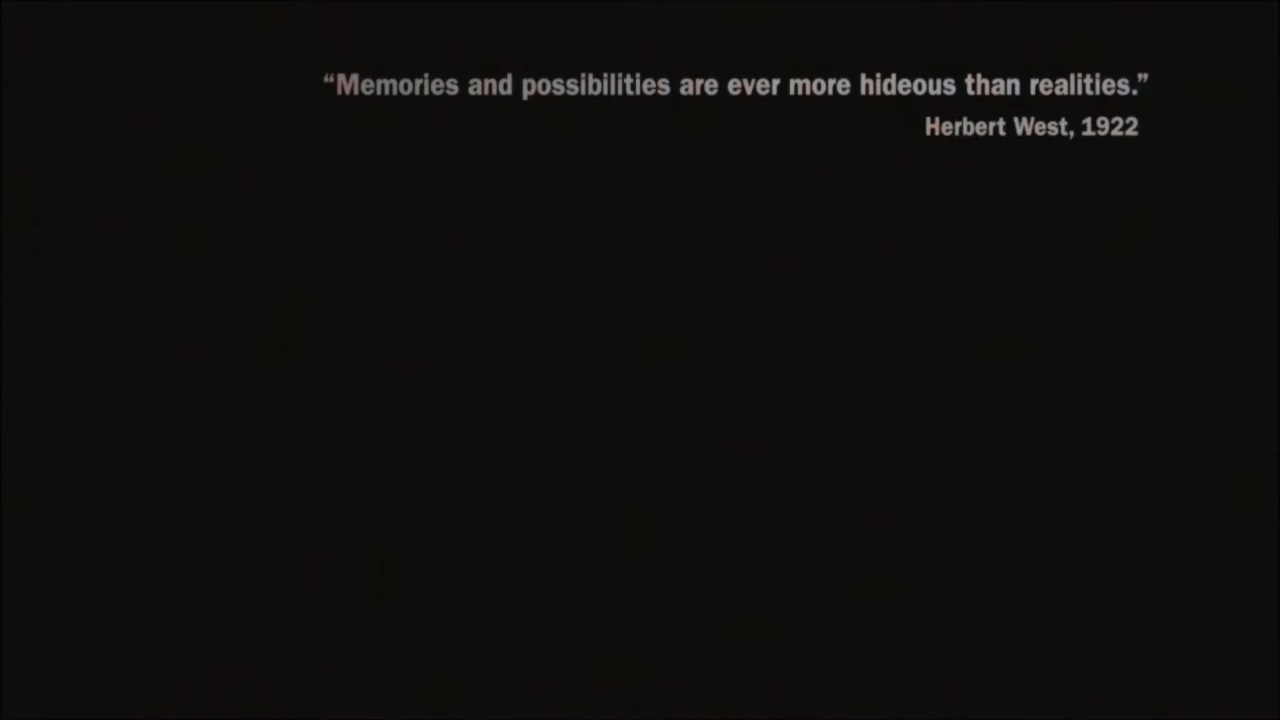 “Memories and possibilities are ever more hideous than realities.”
Herbert West, 1922